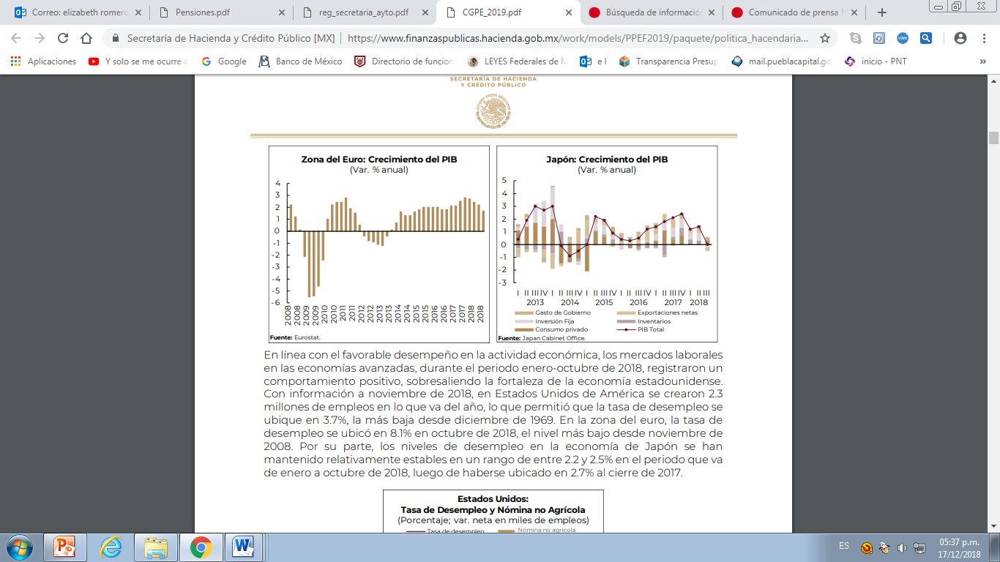 Correo: elizabeth romero
Pensiones.pdf
reg_secretaria_ayto.pdf
CGPE_2019.pdf
Búsqueda de informació
Comunicado de prensa
Secretaría de Hacienda y Crédito Público [MX]
https://www.finanzaspublicas.hacienda.gob.mx/work/models/PPEF2019/paquete/politica_hacendaria...
Aplicaciones
Y solo se me ocurre a
Google
Banco de México
Directorio de funcion
LEYES Federales de M
e I
Transparencia Presup
mail.pueblacapital.go
inicio - PNT
»
SECRETARÍA DE HACIENDA
Y CRÉDITO PÚBLICO
ESTADOS UNIDOS MEXICANOS
Zona del Euro: Crecimiento del PIB
(Var. % anual)
4
3
2
1
0
-1
-2
-3
-4
-5
-6
2008 2008 2009 2009 2010 2010 2011 2011 2012 2012 2013 2013 2014 2014 2015 2015 2016 2016 2017 2017 2018 2018
Fuente: Eurostat.
Japón: Crecimiento del PIB
(Var. % anual)
5
4
3
2
1
0
-1
-2
-3
I II III IV I II III IV I II III IV I II III IV I II III IV I II III
2013 2014 2015 2016 2017 2018
Gasto de Gobierno
Exportaciones netas
Inversión Fija
Inventarios
Consumo privado
PIB Total
Fuente: Japan Cabinet Office.
En línea con el favorable desempeño en la actividad económica, los mercados laborales
en las economías avanzadas, durante el periodo enero-octubre de 2018, registraron un
comportamiento positivo, sobresaliendo la fortaleza de la economía estadounidense.
Con información a noviembre de 2018, en Estados Unidos de América se crearon 2.3
millones de empleos en lo que va del año, lo que permitió que la tasa de desempleo se
ubique en 3.7%, la más baja desde diciembre de 1969. En la zona del euro, la tasa de
desempleo se ubicó en 8.1% en octubre de 2018, el nivel más bajo desde noviembre de
2008. Por su parte, los niveles de desempleo en la economía de Japón se han
mantenido relativamente estables en un rango de entre 2.2 y 2.5% en el periodo que va
de enero a octubre de 2018, luego de haberse ubicado en 2.7% al cierre de 2017.
Estados Unidos:
Tasa de Desempleo y Nómina no Agrícola
(Porcentaje; var. neta en miles de empleos)
Tasa de desempleo
Nómina no agrícola
ES
05:37 p.m.
17/12/2018